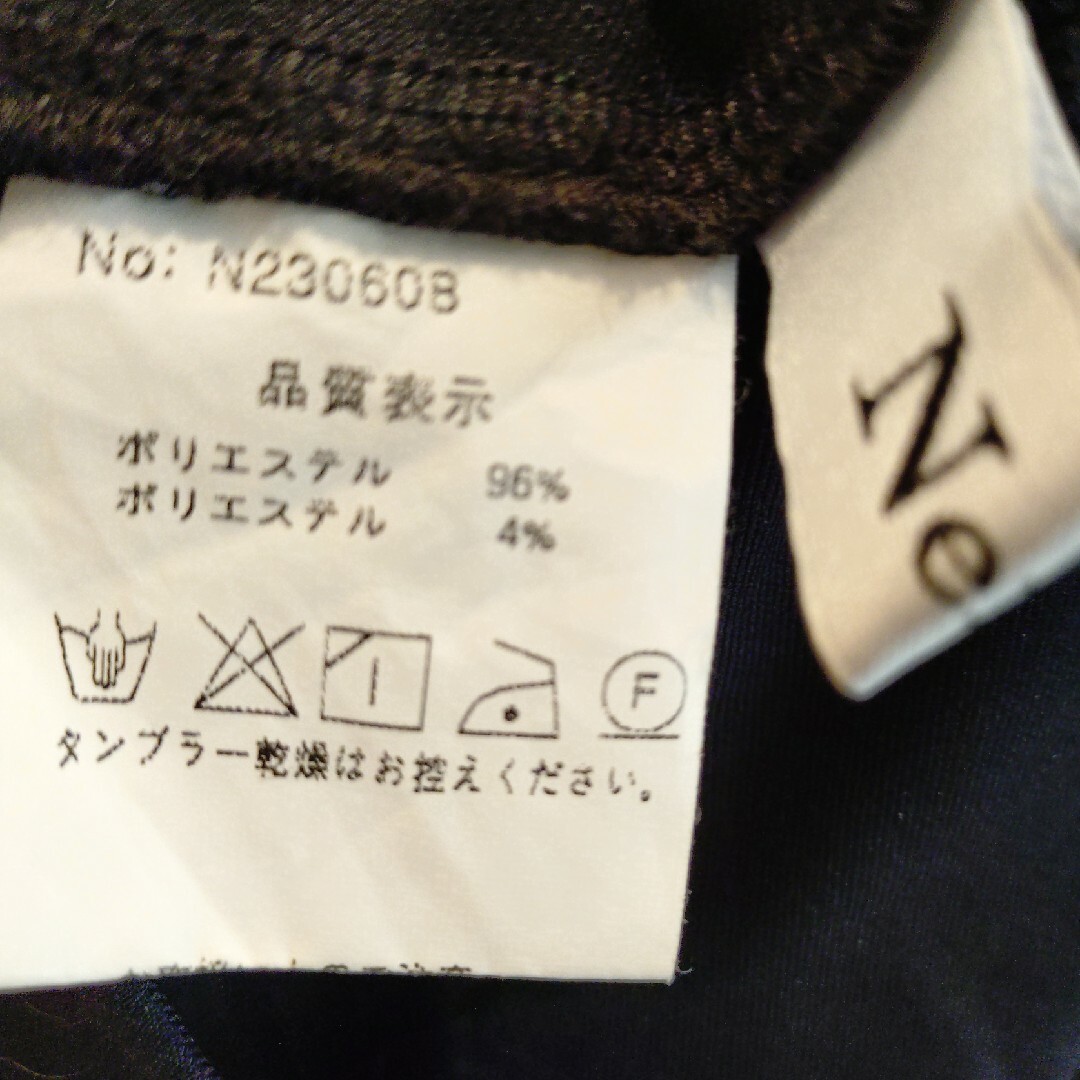 No: N230608
品質表示
ポリエステル 96%
ポリエステル 4%
F
タンブラー乾燥はお控えください。
Ne